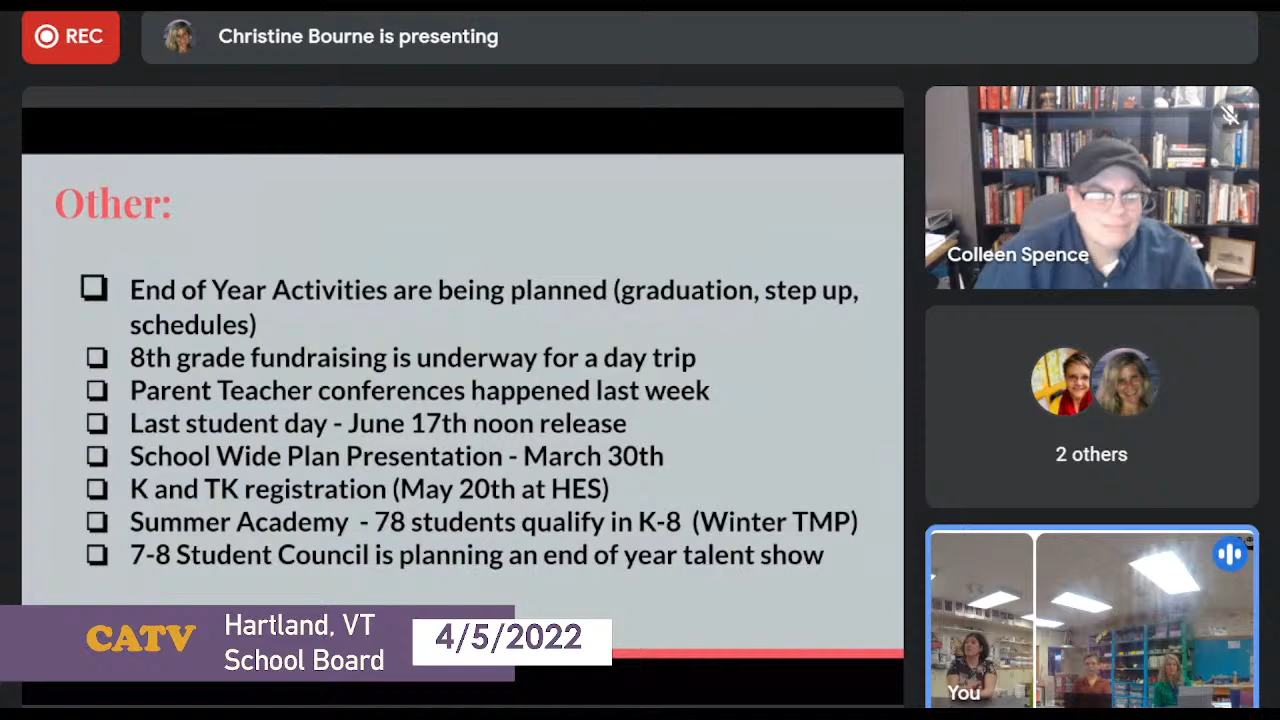 REC
Christine Bourne is presenting
Other:
End of Year Activities are being planned (graduation, step up,
schedules)
8th grade fundraising is underway for a day trip
Parent Teacher conferences happened last week
Last student day - June 17th noon release
School Wide Plan Presentation - March 30th
K and TK registration (May 20th at HES)
Summer Academy - 78 students qualify in K-8 (Winter TMP)
7-8 Student Council is planning an end of year talent show
Colleen Spence
2 others
You
CATV
Hartland, VT
School Board
4/5/2022